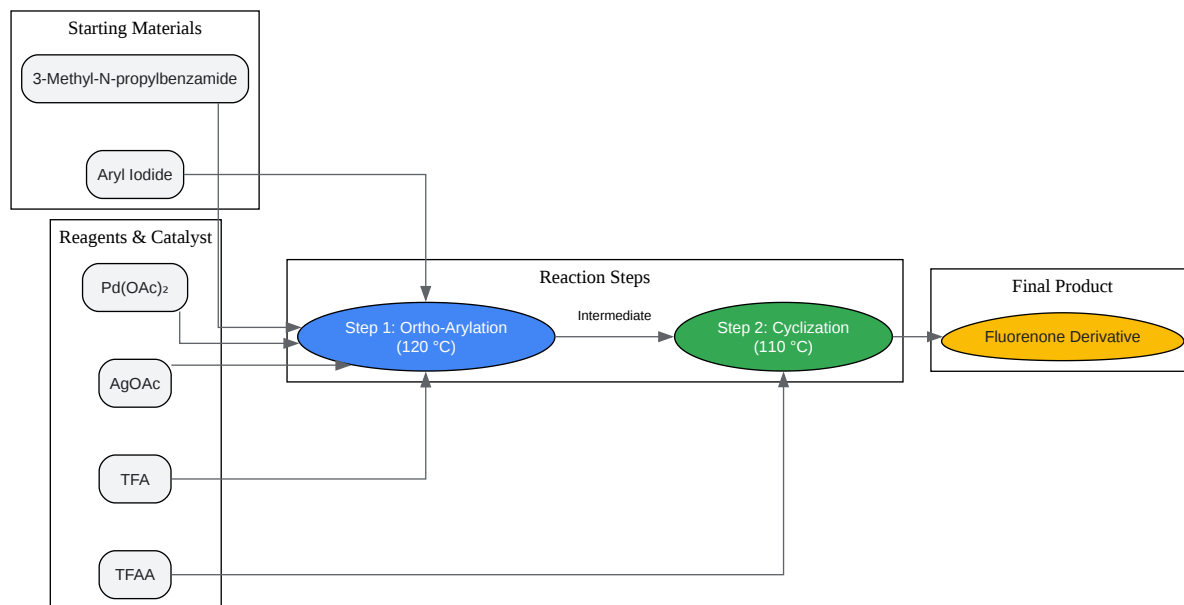 Starting Materials
3-Methyl-N-propylbenzamide
Aryl Iodide
Reagents & Catalyst
Pd(OAc)₂
AgOAc
TFA
TFAA
Reaction Steps
Step 1: Ortho-Arylation
(120 °C)
Intermediate
Step 2: Cyclization
(110 °C)
Final Product
Fluorenone Derivative